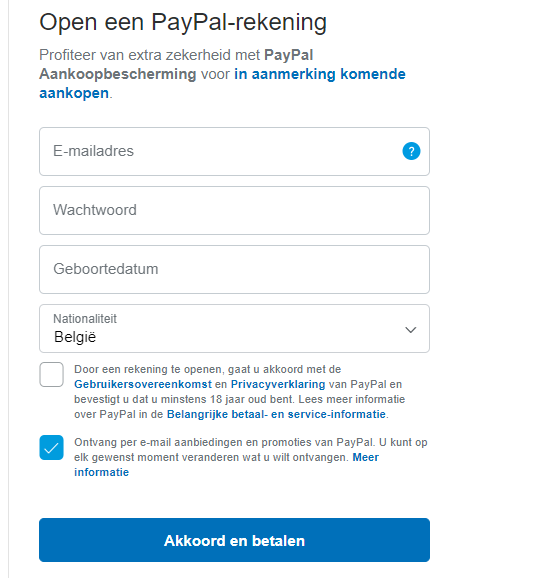 Open een PayPal-rekening
Profiteer van extra zekerheid met PayPal
Aankoopbescherming voor in aanmerking komende
aankopen.
E-mailadres
?
Wachtwoord
Geboortedatum
Nationaliteit
België
Door een rekening te openen, gaat u akkoord met de
Gebruikersovereenkomst en Privacyverklaring van PayPal en
bevestigt u dat u minstens 18 jaar oud bent. Lees meer informatie
over PayPal in de Belangrijke betaal- en service-informatie.
Ontvang per e-mail aanbiedingen en promoties van PayPal. U kunt op
elk gewenst moment veranderen wat u wilt ontvangen. Meer
informatie
Akkoord en betalen